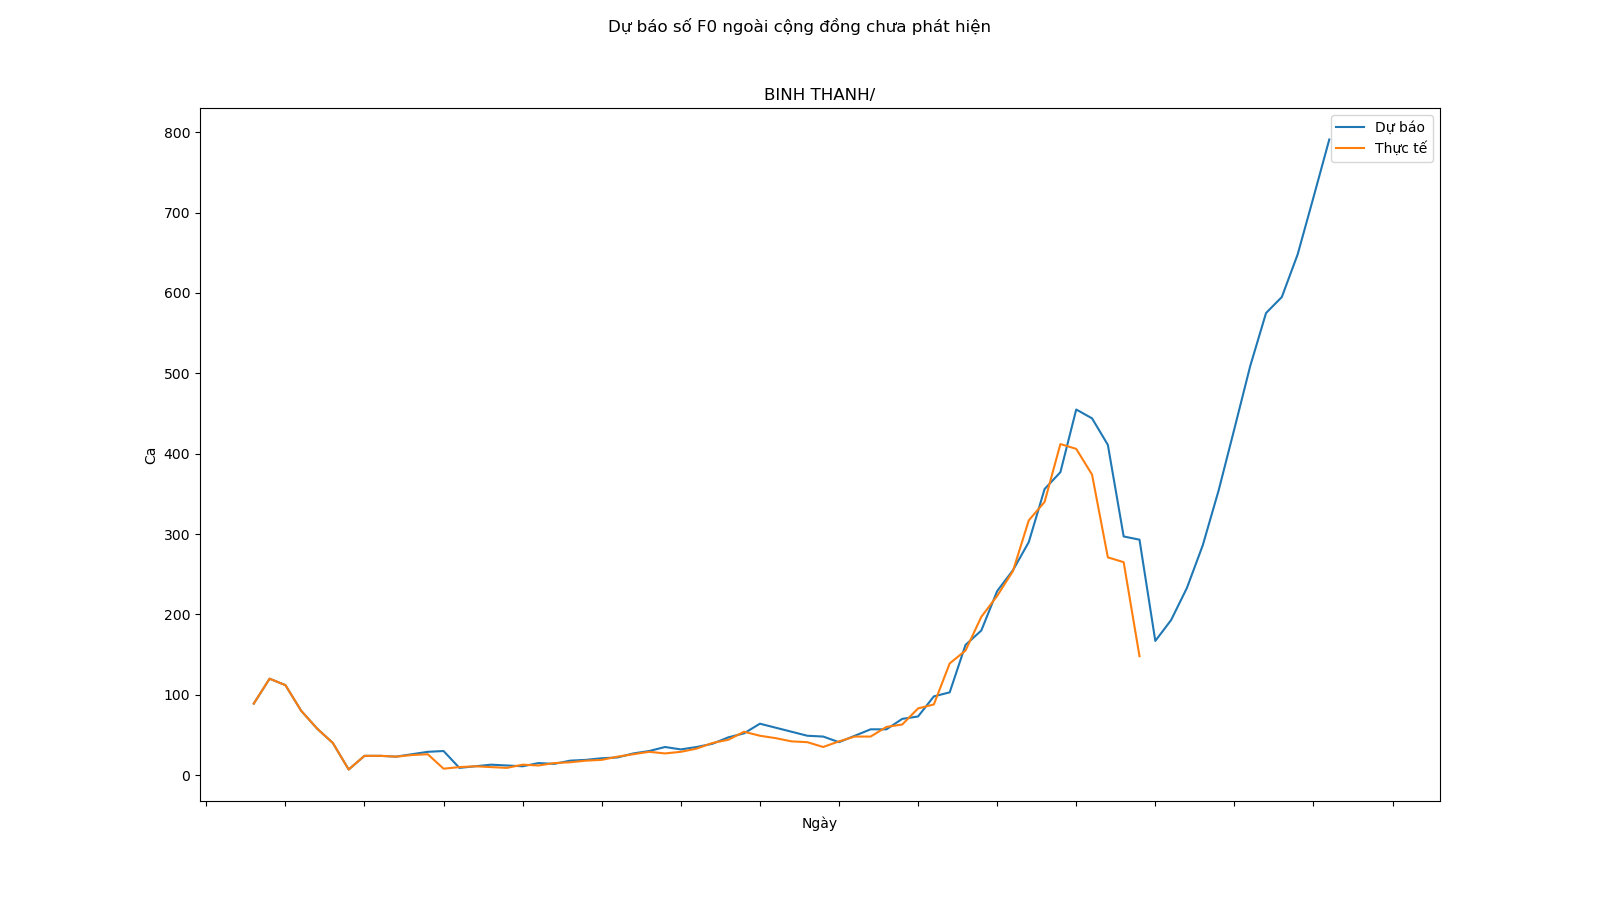 Dự báo số F0 ngoài cộng đồng chưa phát hiện
BINH THANH/
Dự báo
Thực tế
800
700
600
500
400
300
200
100
0
Ca
Ngày